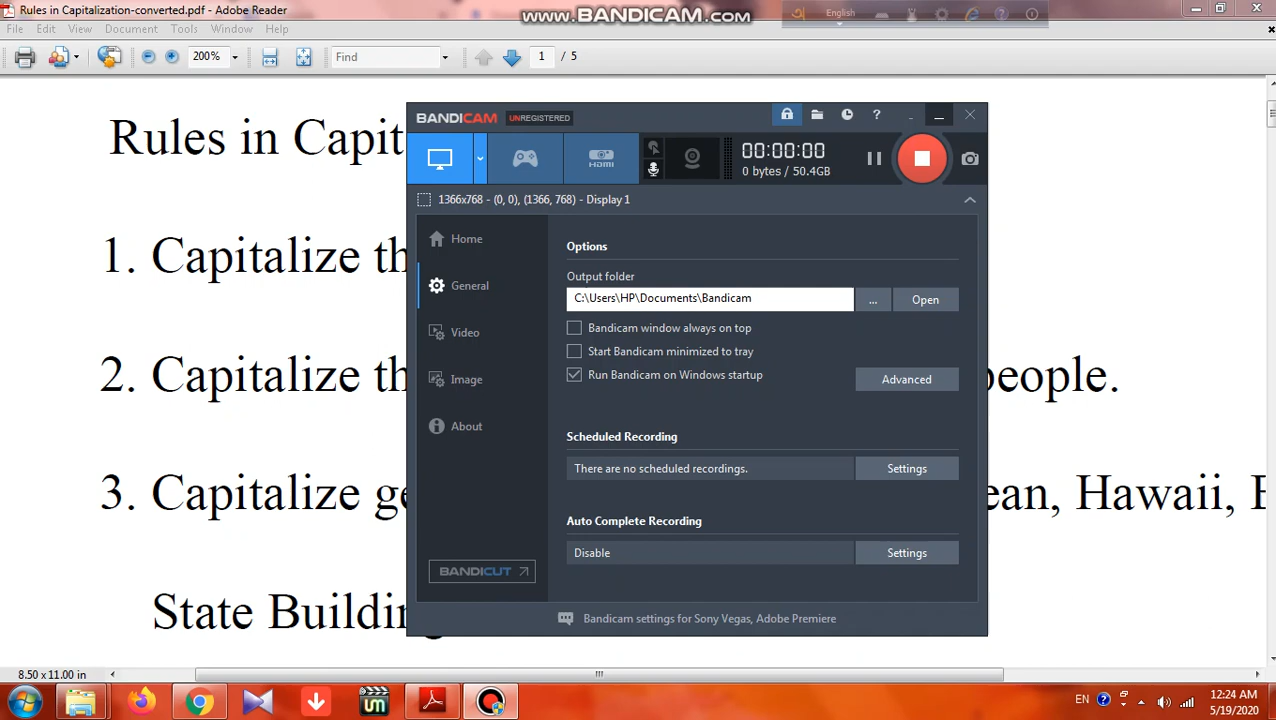 Rules in Capitalization-converted.pdf - Adobe Reader
www.BANDICAM.com
English
File Edit View Document Tools Window Help
200%
Find
1 / 5
Rules in Capit
BANDICAM UNREGISTERED
HDMI
00:00:00
0 bytes / 50.4GB
1366x768 - (0, 0), (1366, 768) - Display 1
1. Capitalize th
2. Capitalize th
people.
3. Capitalize ge
ean, Hawaii, E
State Building
Home
General
Video
Image
About
BANDICUT
Options
Output folder
C:\Users\HP\Documents\Bandicam
...
Open
Bandicam window always on top
Start Bandicam minimized to tray
Run Bandicam on Windows startup
Advanced
Scheduled Recording
There are no scheduled recordings.
Settings
Auto Complete Recording
Disable
Settings
Bandicam settings for Sony Vegas, Adobe Premiere
8.50 x 11.00 in
um
EN
12:24 AM
5/19/2020